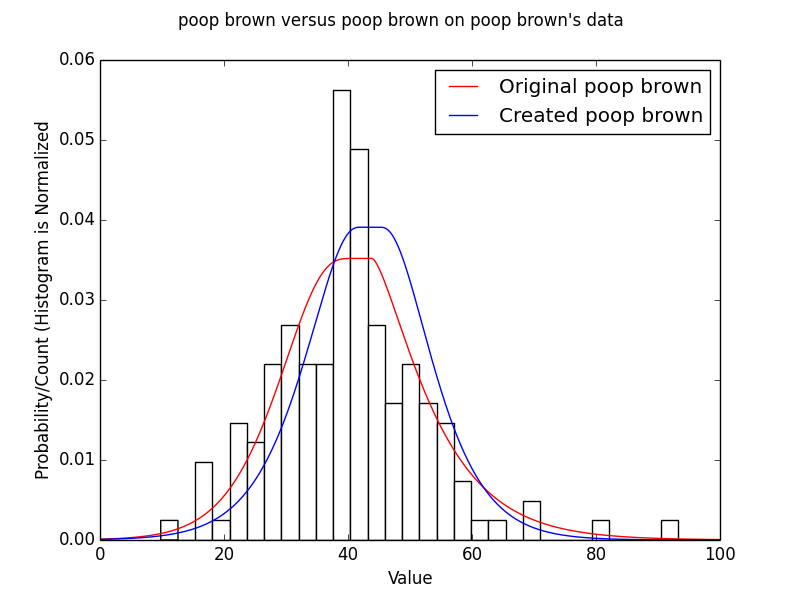 poop brown versus poop brown on poop brown's data
Original poop brown
Created poop brown
Probability/Count (Histogram is Normalized
0.06
0.05
0.04
0.03
0.02
0.01
0.00
0 20 40 60 80 100
Value